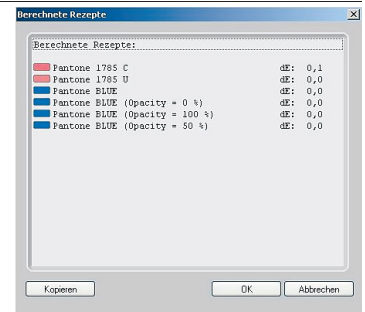 Berechnete Rezepte
Berechnete Rezepte:
Pantone 1785 C dE: 0,1
Pantone 1785 U dE: 0,0
Pantone BLUE dE: 0,0
Pantone BLUE (Opacity = 0 %) dE: 0,0
Pantone BLUE (Opacity = 100 %) dE: 0,0
Pantone BLUE (Opacity = 50 %) dE: 0,0
Kopieren OK Abbrechen